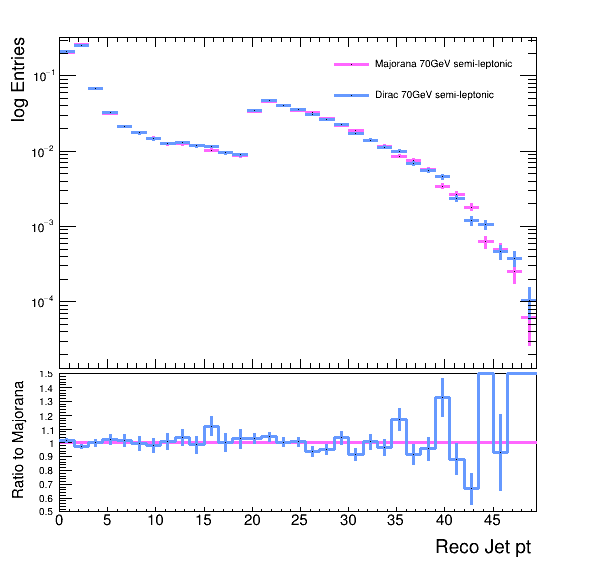 log Entries
Majorana 70GeV semi-leptonic
Dirac 70GeV semi-leptonic
10⁻¹
10⁻²
10⁻³
10⁻⁴
Ratio to Majorana
1.5
1.4
1.3
1.2
1.1
1
0.9
0.8
0.7
0.6
0.5
0 5 10 15 20 25 30 35 40 45
Reco Jet pt